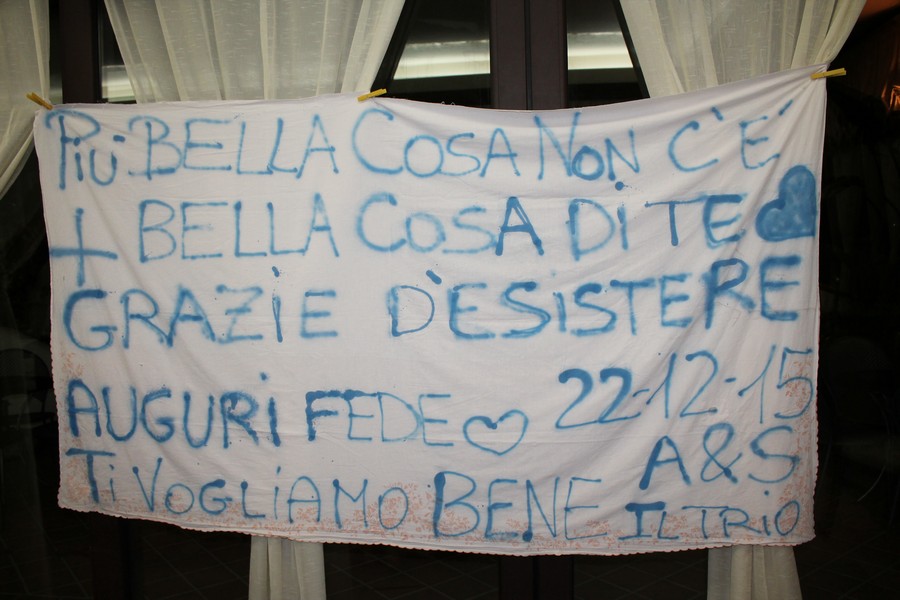 Più BELLA COSA NON C'È
+ BELLA COSA DI TE
GRAZIE D'ESISTERE
AUGURI FEDE 22-12-15
A&S
Ti VOGLIAMO BENE IL TRIO